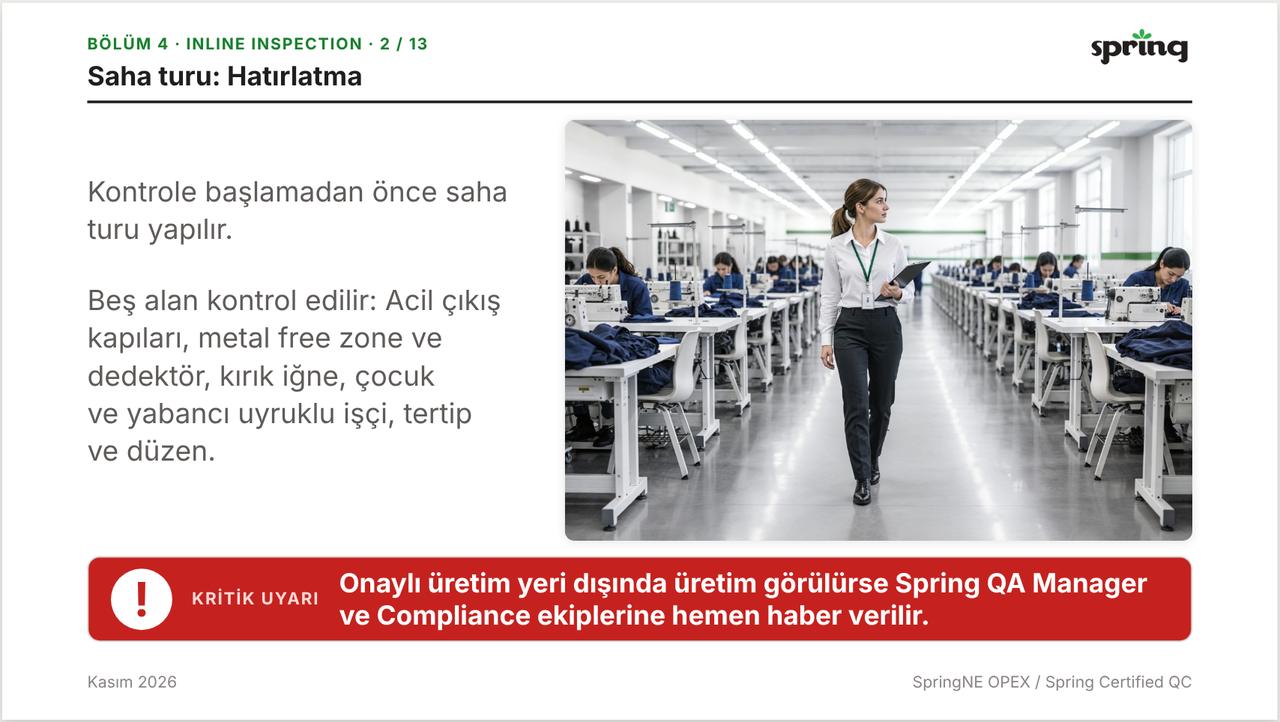 BÖLÜM 4 · INLINE INSPECTION · 2 / 13
spring
Saha turu: Hatırlatma
Kontrole başlamadan önce saha
turu yapılır.
Beş alan kontrol edilir: Acil çıkış
kapıları, metal free zone ve
dedektör, kırık iğne, çocuk
ve yabancı uyruklu işçi, tertip
ve düzen.
!
KRİTİK UYARI
Onaylı üretim yeri dışında üretim görülürse Spring QA Manager
ve Compliance ekiplerine hemen haber verilir.
Kasım 2026
SpringNE OPEX / Spring Certified QC